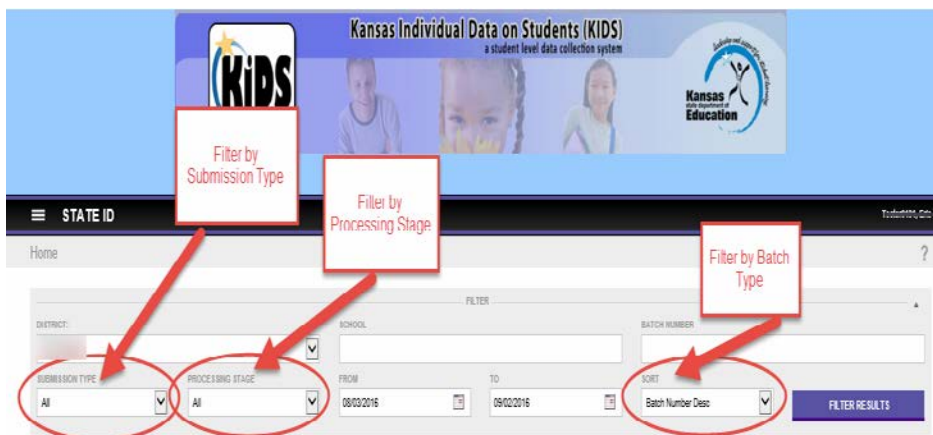 Kansas Individual Data on Students (KIDS)
a student level data collection system
KiDS
Kansas
state department of
Education
Filter by
Submission Type
Filter by
Processing Stage
Filter by Batch
Type
STATE ID
Home
?
FILTER
DISTRICT:
SCHOOL
BATCH NUMBER
SUBMISSION TYPE
PROCESSING STAGE
FROM
TO
SORT
All
All
08/03/2016
09/02/2016
Batch Number Desc
FILTER RESULTS